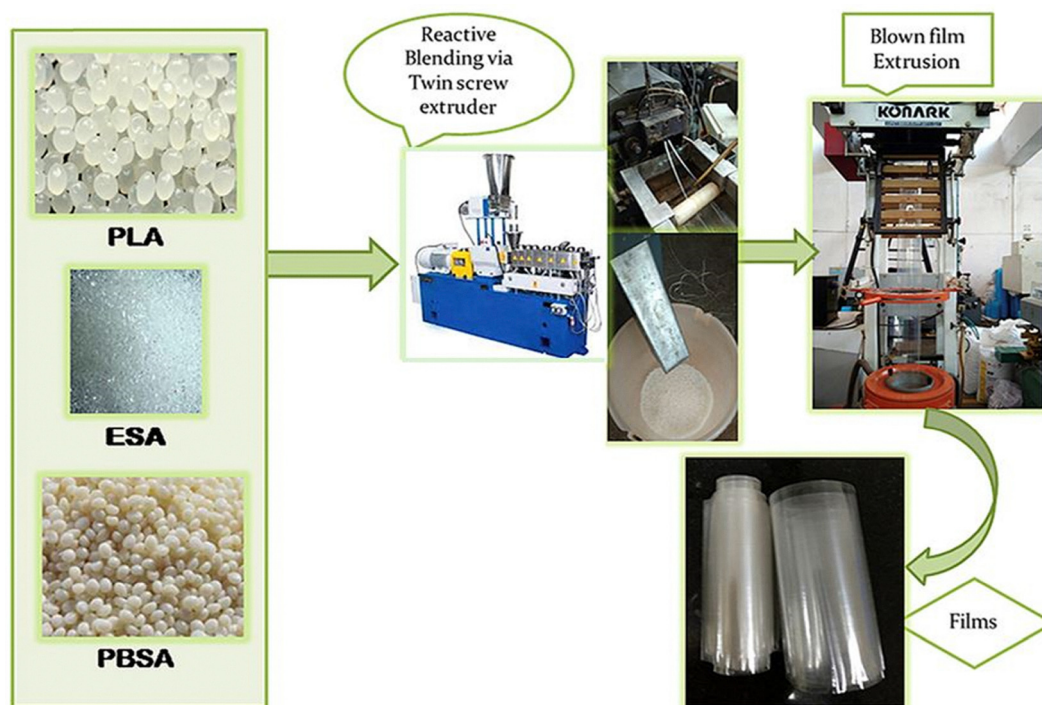 PLA
ESA
PBSA
Reactive
Blending via
Twin screw
extruder
Blown film
Extrusion
KONARK
Films